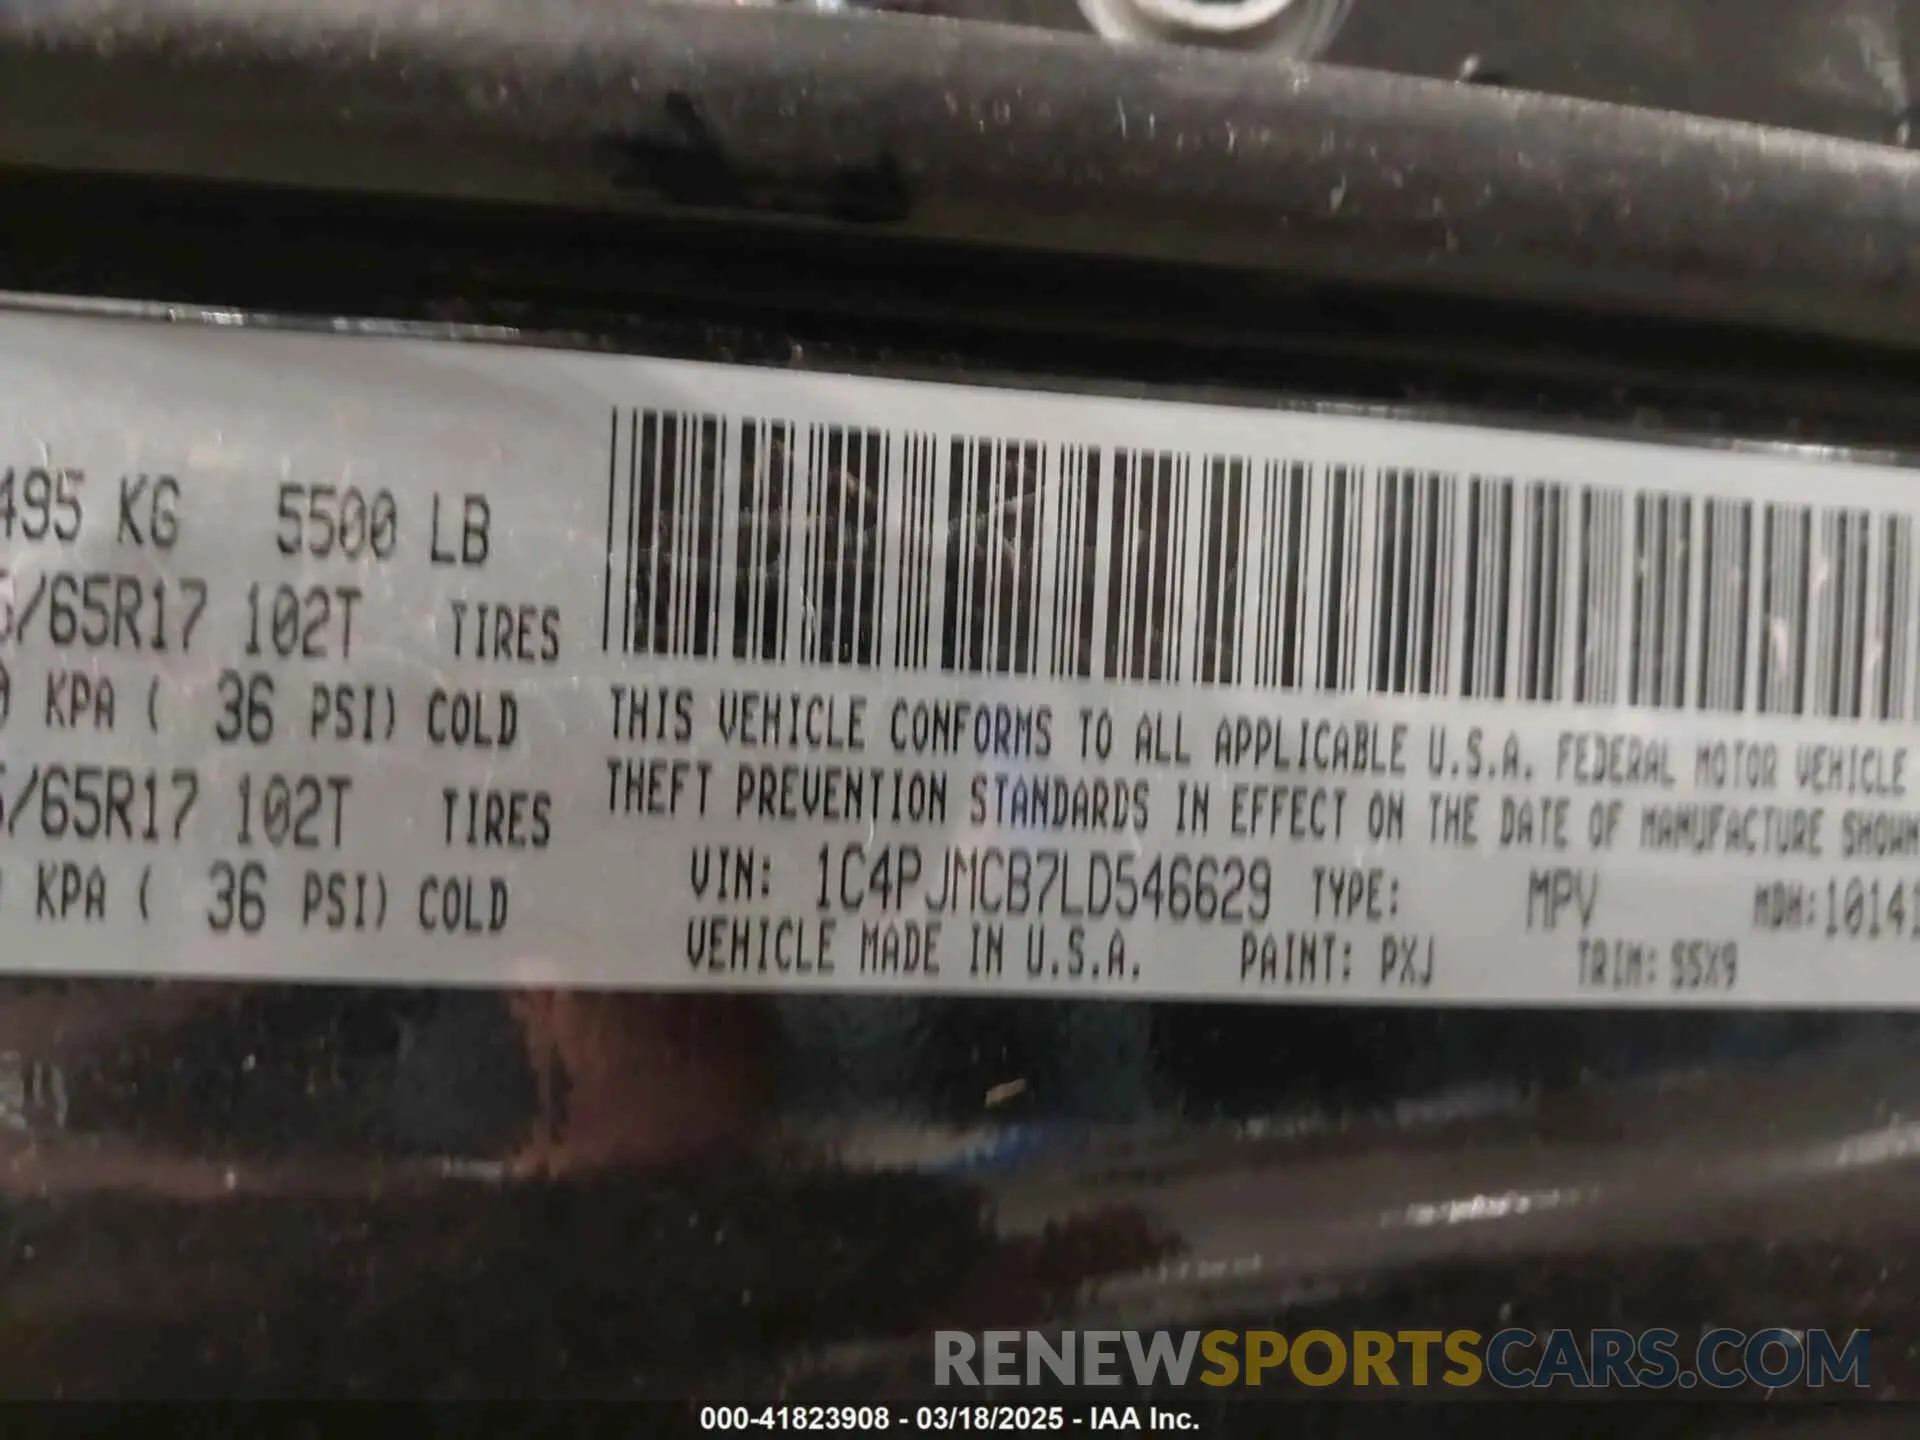 495 KG 5500 LB
/65R17 102T TIRES
KPA ( 36 PSI) COLD
/65R17 102T TIRES
KPA ( 36 PSI) COLD
THIS VEHICLE CONFORMS TO ALL APPLICABLE U.S.A. FEDERAL MOTOR VEHICLE
THEFT PREVENTION STANDARDS IN EFFECT ON THE DATE OF MANUFACTURE SHOWN
VIN: 1C4PJMCB7LD546629 TYPE: MPV MDH: 10141
VEHICLE MADE IN U.S.A. PAINT: PXJ TRIM: S5X9
RENEWSPORTSCARS.COM
000-41823908 - 03/18/2025 - IAA Inc.